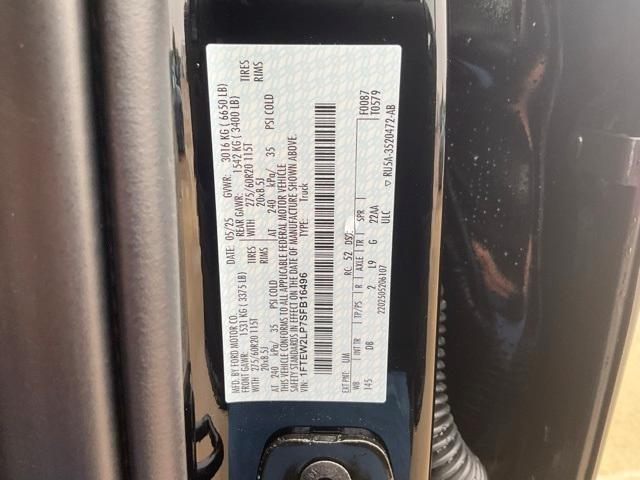 MFD. BY FORD MOTOR CO.
DATE: 05/25 GVWR: 3016 KG ( 6650 LB)
FRONT GAWR: 1531 KG ( 3375 LB) REAR GAWR: 1542 KG ( 3400 LB)
WITH 275/60R20 115T TIRES WITH 275/60R20 115T TIRES
20x8.5J RIMS 20x8.5J RIMS
AT 240 kPa/ 35 PSI COLD AT 240 kPa/ 35 PSI COLD
THIS VEHICLE CONFORMS TO ALL APPLICABLE FEDERAL MOTOR VEHICLE
SAFETY STANDARDS IN EFFECT ON THE DATE OF MANUFACTURE SHOWN ABOVE.
VIN: 1FTEW2LP7SFB16496 TYPE: Truck
EXT PNT: UM RC: 52 DSO: F0087
WB INT TR TP/PS R AXLE TR SPR T0579
145 DB 2 L9 G 22AA
ULC
2202505206107 ▽ RU5A-3520472-AB